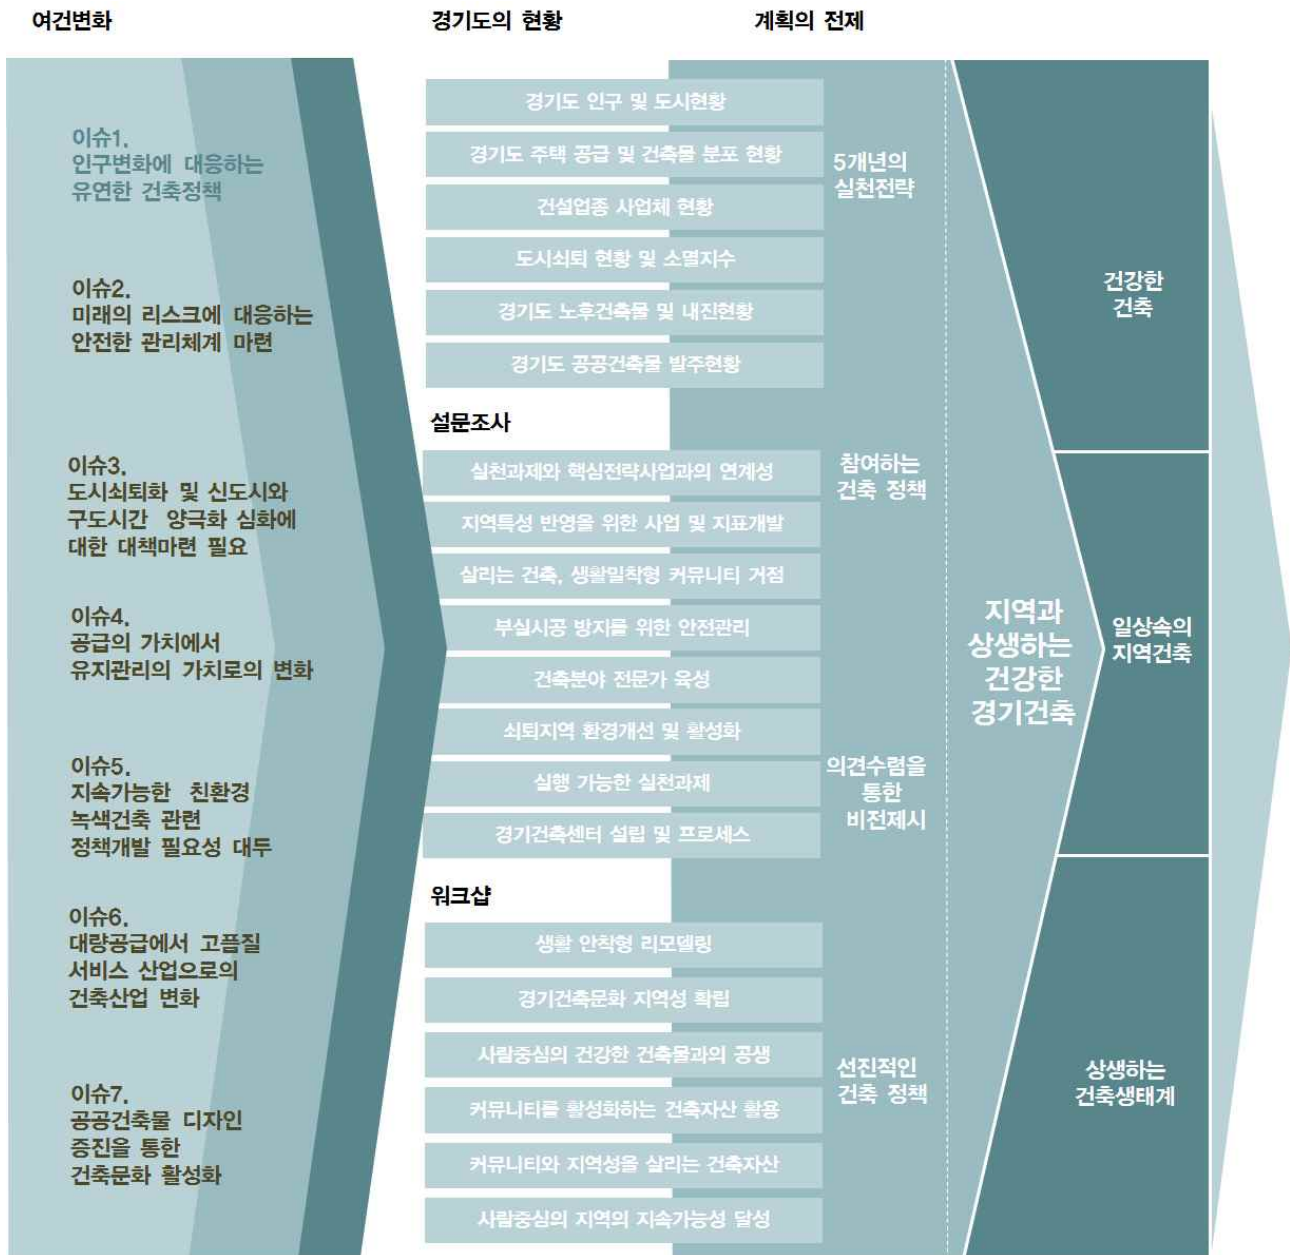 여건변화
경기도의 현황
계획의 전제
이슈1.
인구변화에 대응하는
유연한 건축정책
이슈2.
미래의 리스크에 대응하는
안전한 관리체계 마련
이슈3.
도시쇠퇴화 및 신도시와
구도시간 양극화 심화에
대한 대책마련 필요
이슈4.
공급의 가치에서
유지관리의 가치로의 변화
이슈5.
지속가능한 친환경
녹색건축 관련
정책개발 필요성 대두
이슈6.
대량공급에서 고품질
서비스 산업으로의
건축산업 변화
이슈7.
공공건축물 디자인
증진을 통한
건축문화 활성화
경기도 인구 및 도시현황
경기도 주택 공급 및 건축물 분포 현황
건설업종 사업체 현황
도시쇠퇴 현황 및 소멸지수
경기도 노후건축물 및 내진현황
경기도 공공건축물 발주현황
설문조사
실천과제와 핵심전략사업과의 연계성
지역특성 반영을 위한 사업 및 지표개발
살리는 건축, 생활밀착형 커뮤니티 거점
부실시공 방지를 위한 안전관리
건축분야 전문가 육성
쇠퇴지역 환경개선 및 활성화
실행 가능한 실천과제
경기건축센터 설립 및 프로세스
워크샵
생활 안착형 리모델링
경기건축문화 지역성 확립
사람중심의 건강한 건축물과의 공생
커뮤니티를 활성화하는 건축자산 활용
커뮤니티와 지역성을 살리는 건축자산
사람중심의 지역의 지속가능성 달성
5개년의
실천전략
참여하는
건축 정책
의견수렴을
통한
비전제시
선진적인
건축 정책
지역과
상생하는
건강한
경기건축
건강한
건축
일상속의
지역건축
상생하는
건축생태계